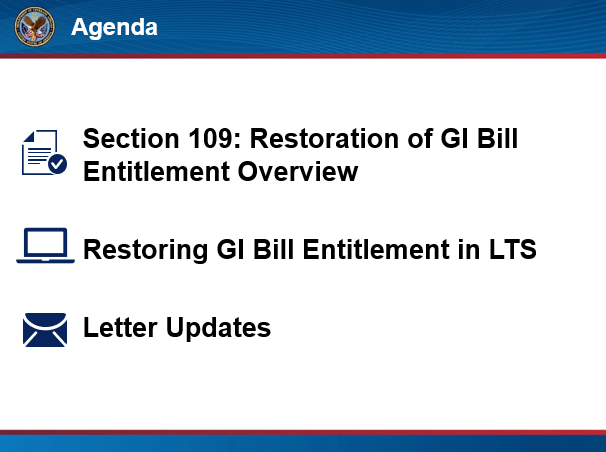 Agenda
Section 109: Restoration of GI Bill
Entitlement Overview
Restoring GI Bill Entitlement in LTS
Letter Updates